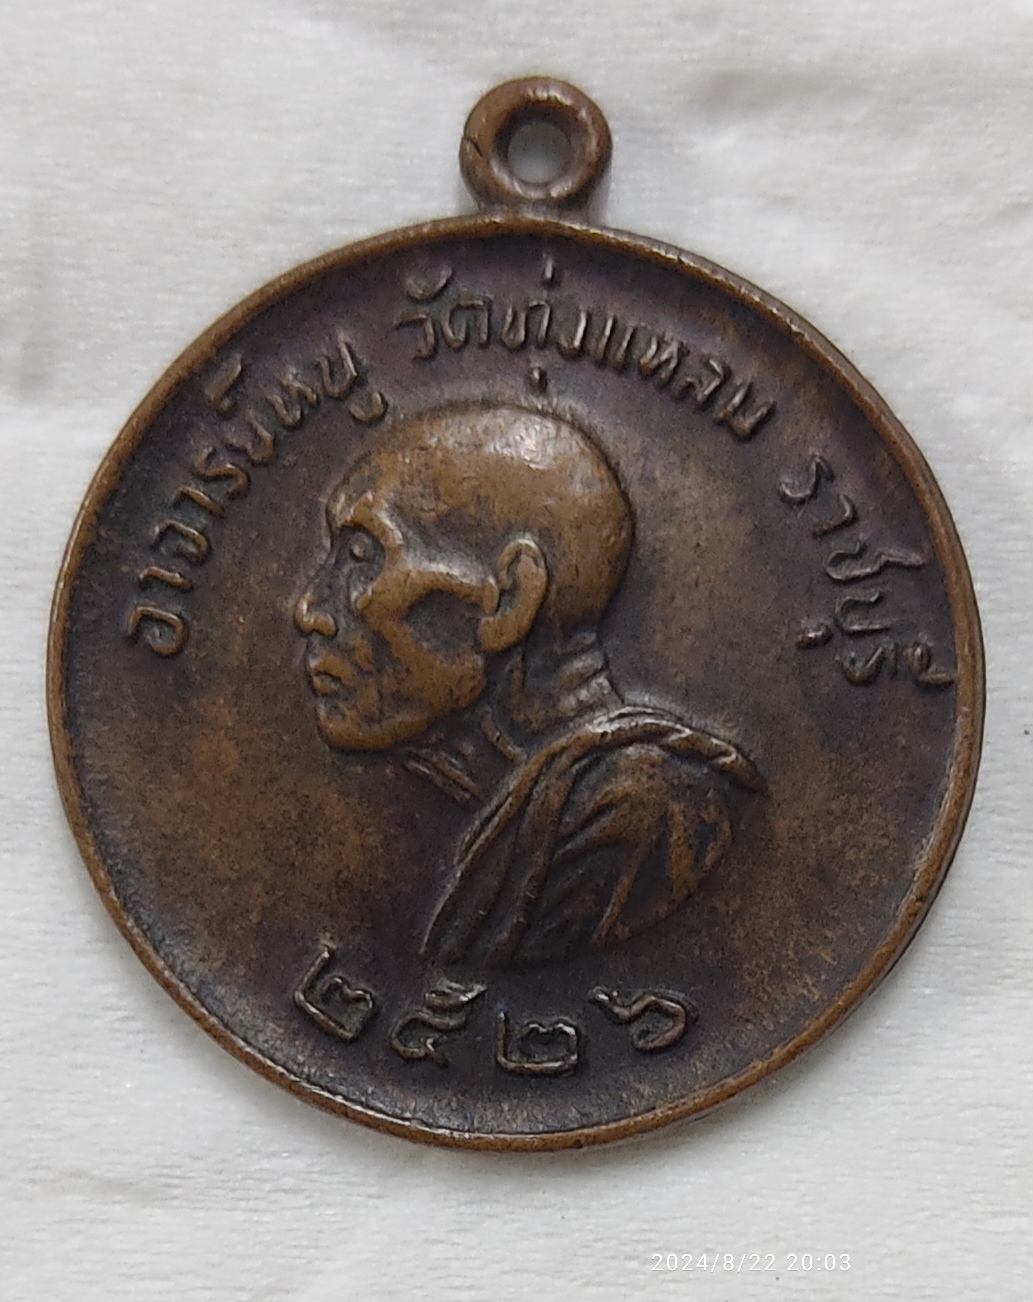 อาจารย์หนู วัดทุ่งแหลม ราชบุรี
๒๕๒๖
2024/8/22 20:03